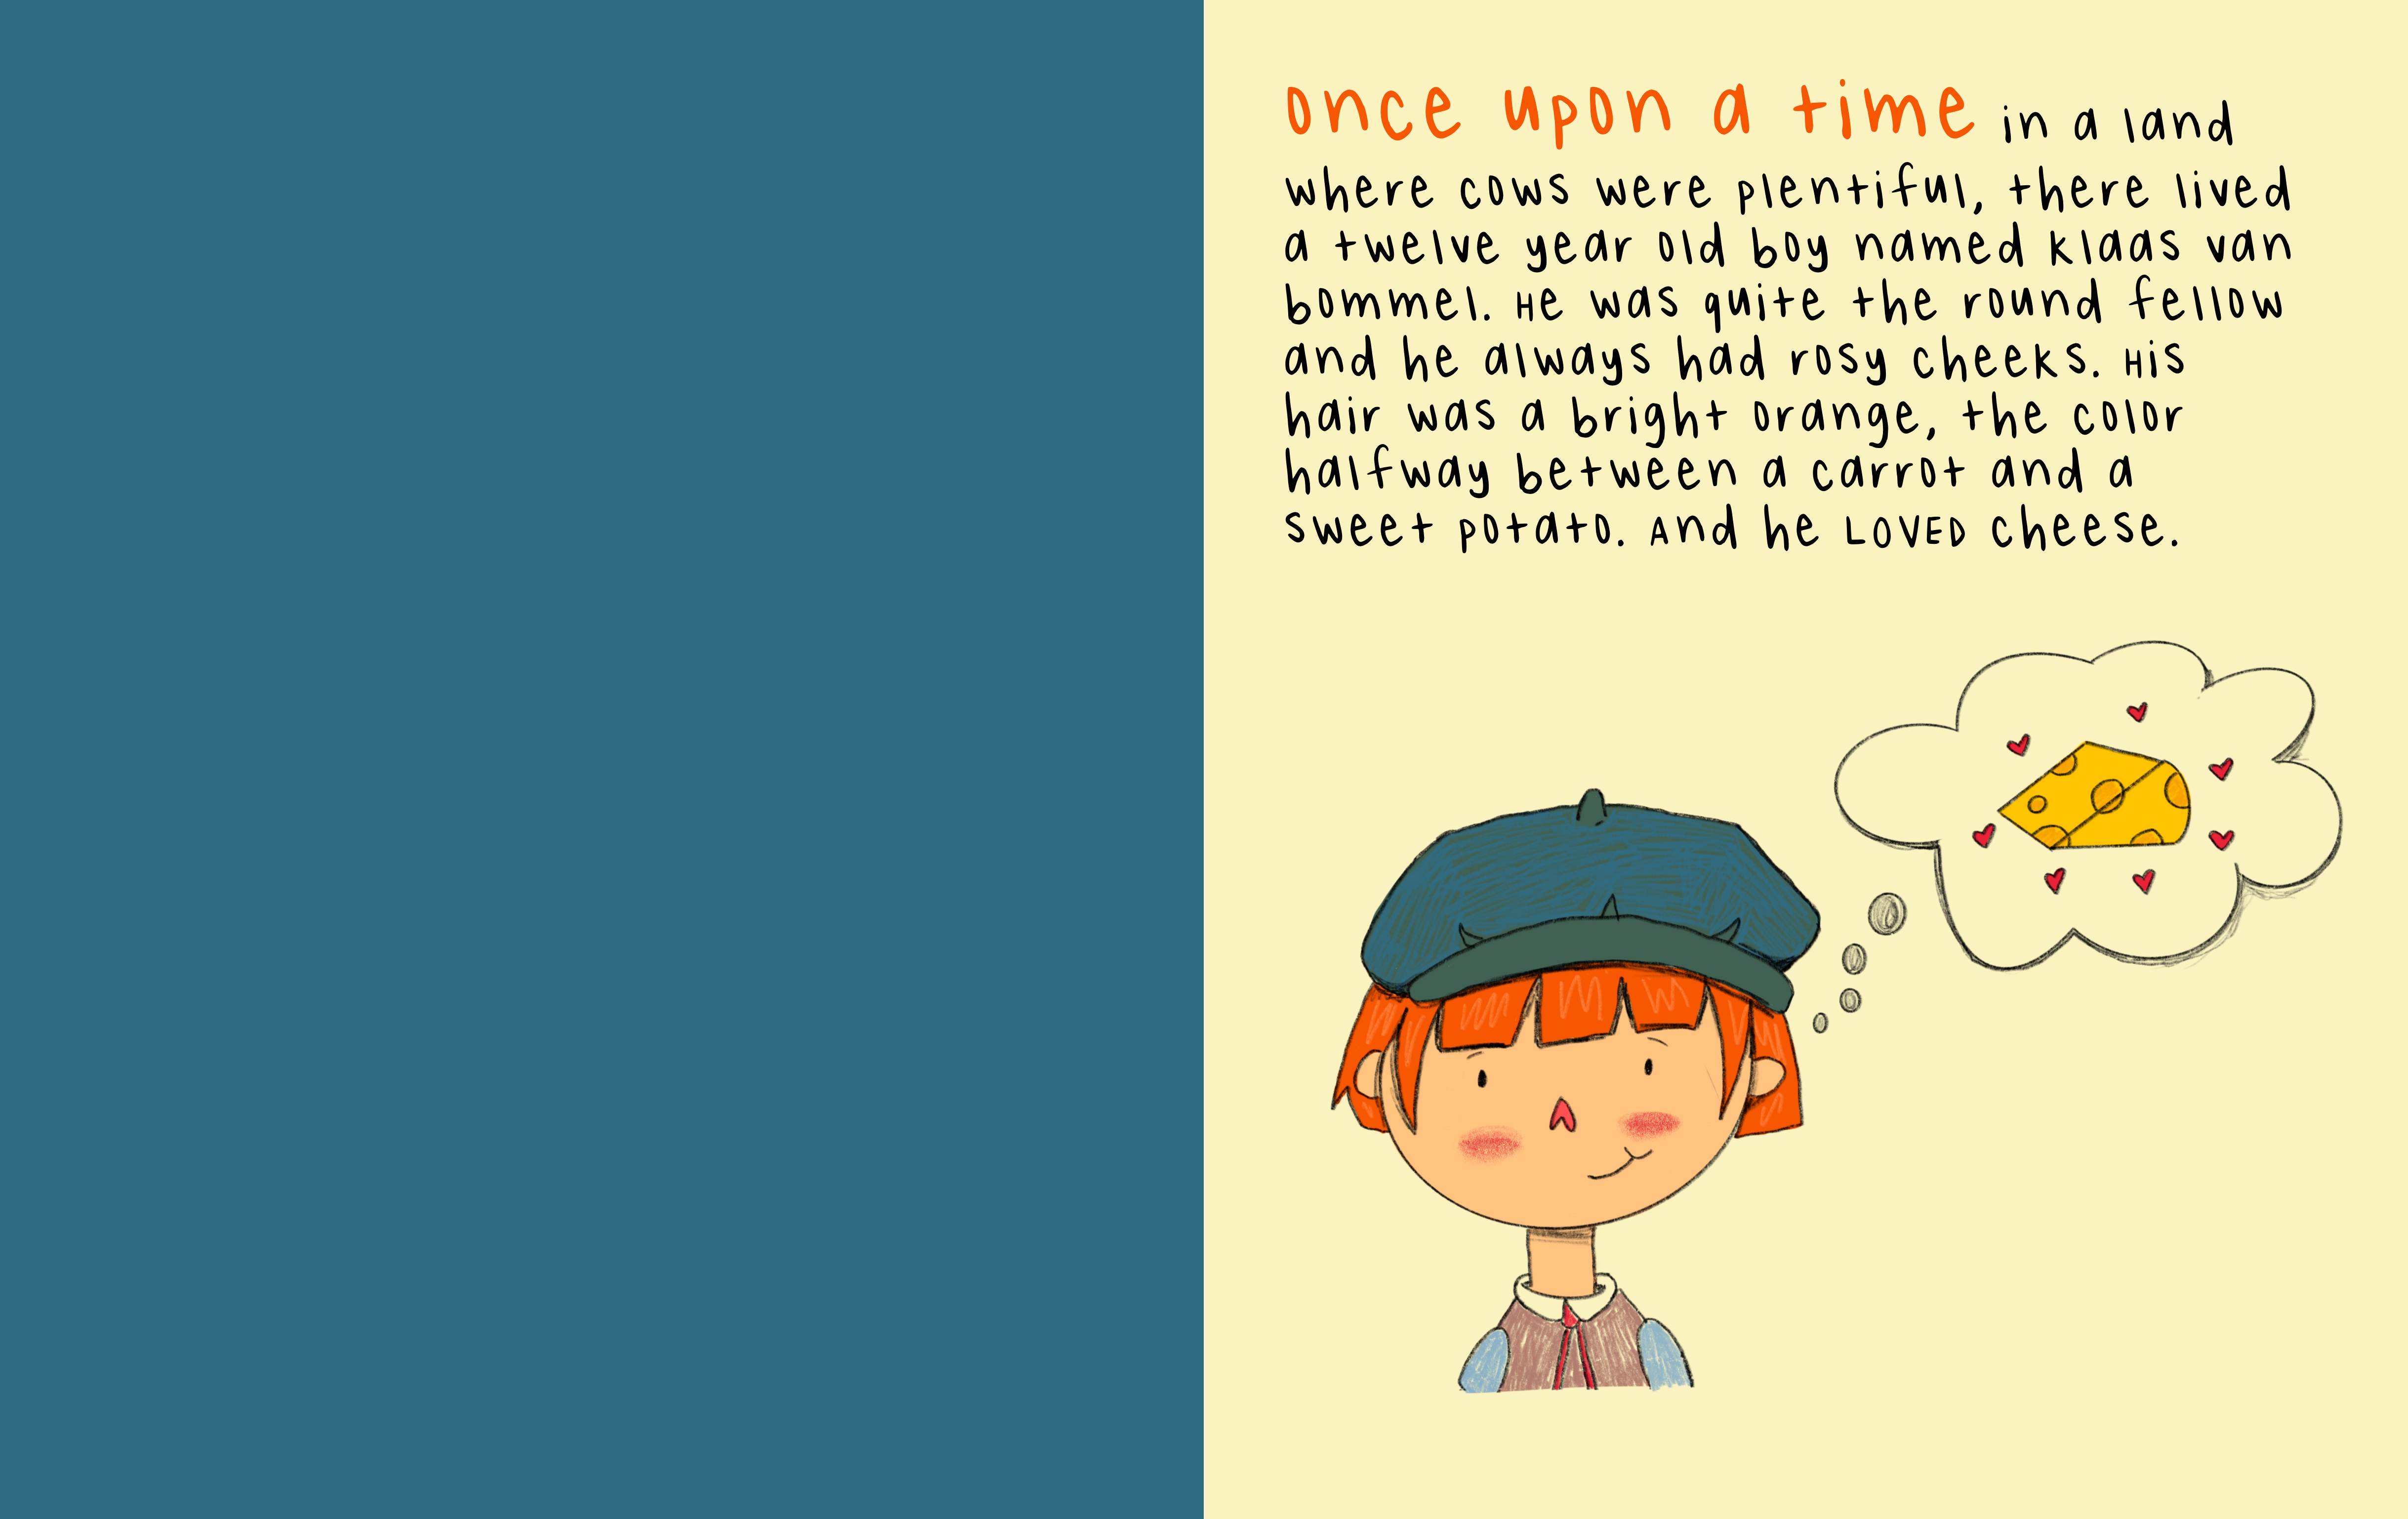 once upon a time in a land
where cows were plentiful, there lived
a twelve year old boy named klaas van
bommel. He was quite the round fellow
and he always had rosy cheeks. His
hair was a bright orange, the color
halfway between a carrot and a
sweet potato. And he LOVED cheese.